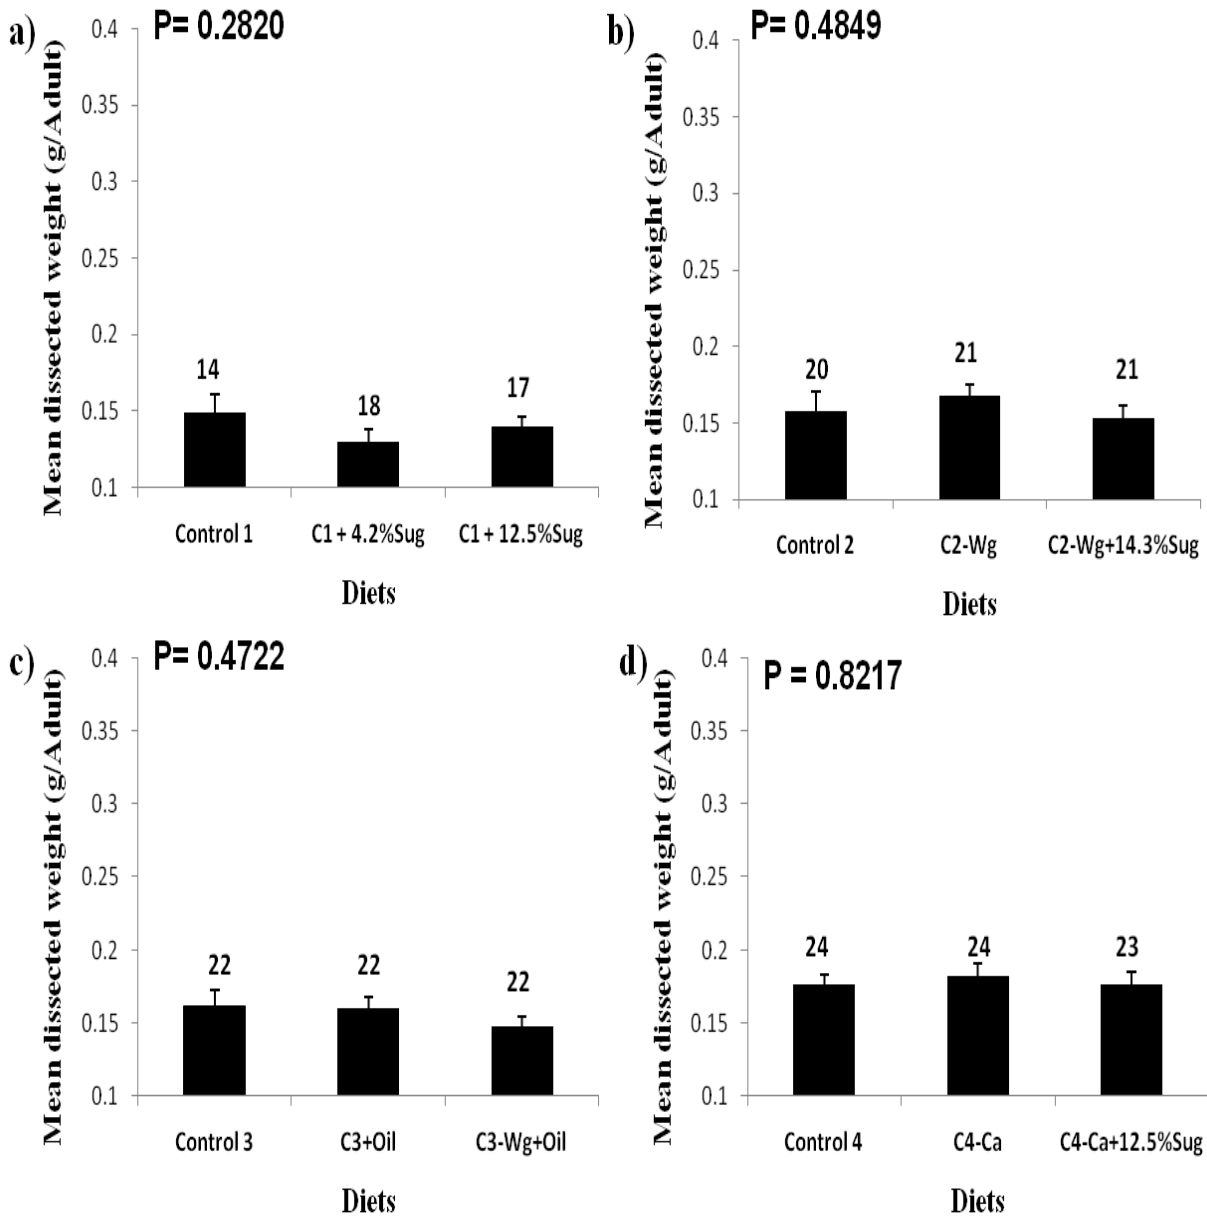 a)
P= 0.2820
Mean dissected weight (g/Adult)
0.4
0.35
0.3
0.25
0.2
0.15
0.1
14
18
17
Control 1
C1 + 4.2%Sug
C1 + 12.5%Sug
Diets
b)
P= 0.4849
Mean dissected weight (g/Adult)
0.4
0.35
0.3
0.25
0.2
0.15
0.1
20
21
21
Control 2
C2-Wg
C2-Wg+14.3%Sug
Diets
c)
P= 0.4722
Mean dissected weight (g/Adult)
0.4
0.35
0.3
0.25
0.2
0.15
0.1
22
22
22
Control 3
C3+Oil
C3-Wg+Oil
Diets
d)
P = 0.8217
Mean dissected weight (g/Adult)
0.4
0.35
0.3
0.25
0.2
0.15
0.1
24
24
23
Control 4
C4-Ca
C4-Ca+12.5%Sug
Diets